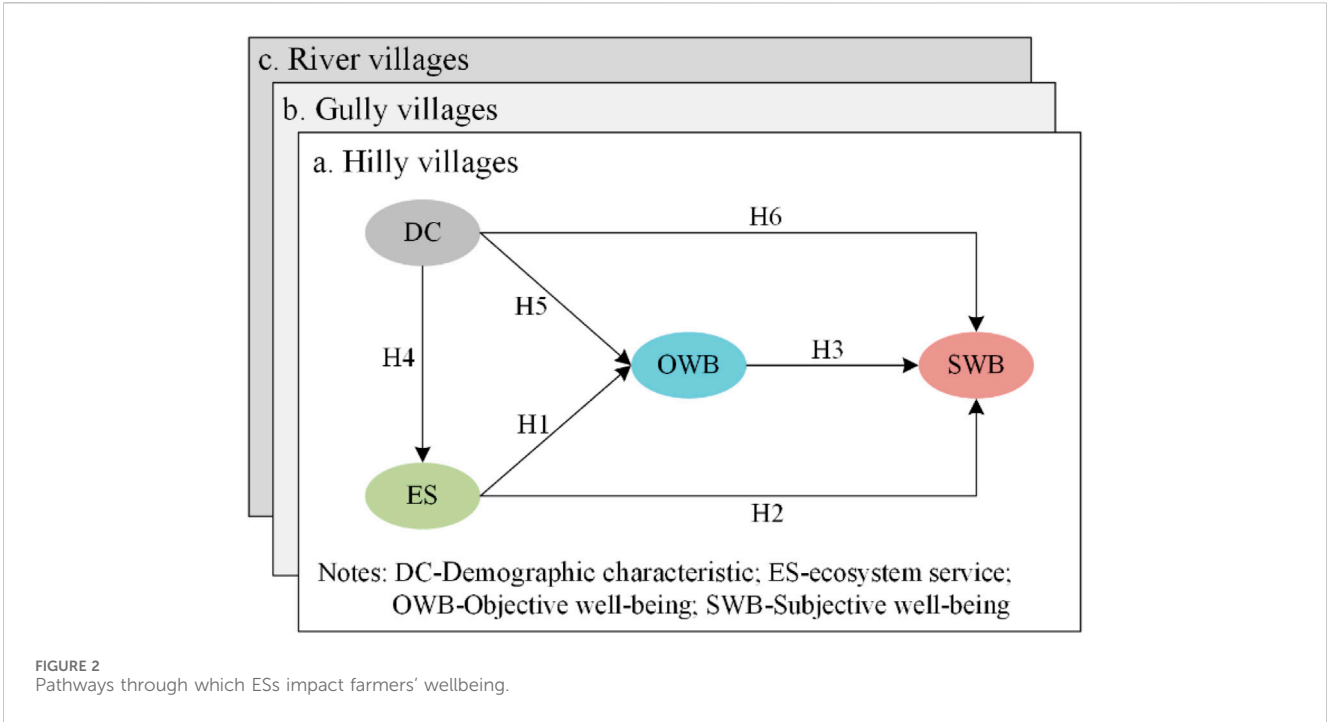 c. River villages
b. Gully villages
a. Hilly villages
DC
H6
H5
H4
OWB
H3
SWB
H1
ES
H2
Notes: DC-Demographic characteristic; ES-ecosystem service;
OWB-Objective well-being; SWB-Subjective well-being
FIGURE 2
Pathways through which ESs impact farmers' wellbeing.